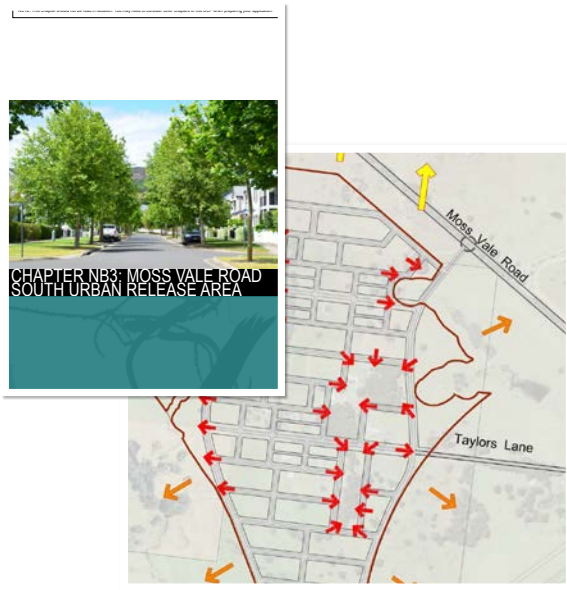 CHAPTER NB3: MOSS VALE ROAD
SOUTH URBAN RELEASE AREA
Moss Vale Road
Taylors Lane